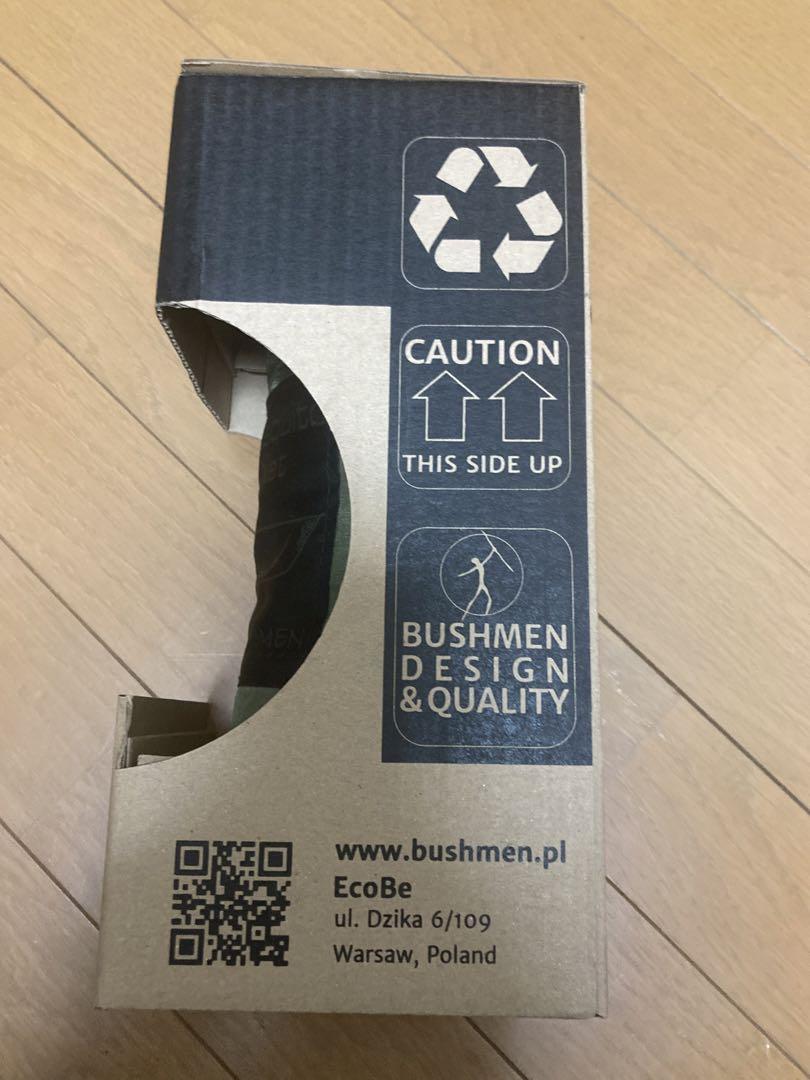 CAUTION
THIS SIDE UP
BUSHMEN
DESIGN
& QUALITY
www.bushmen.pl
EcoBe
ul. Dzika 6/109
Warsaw, Poland